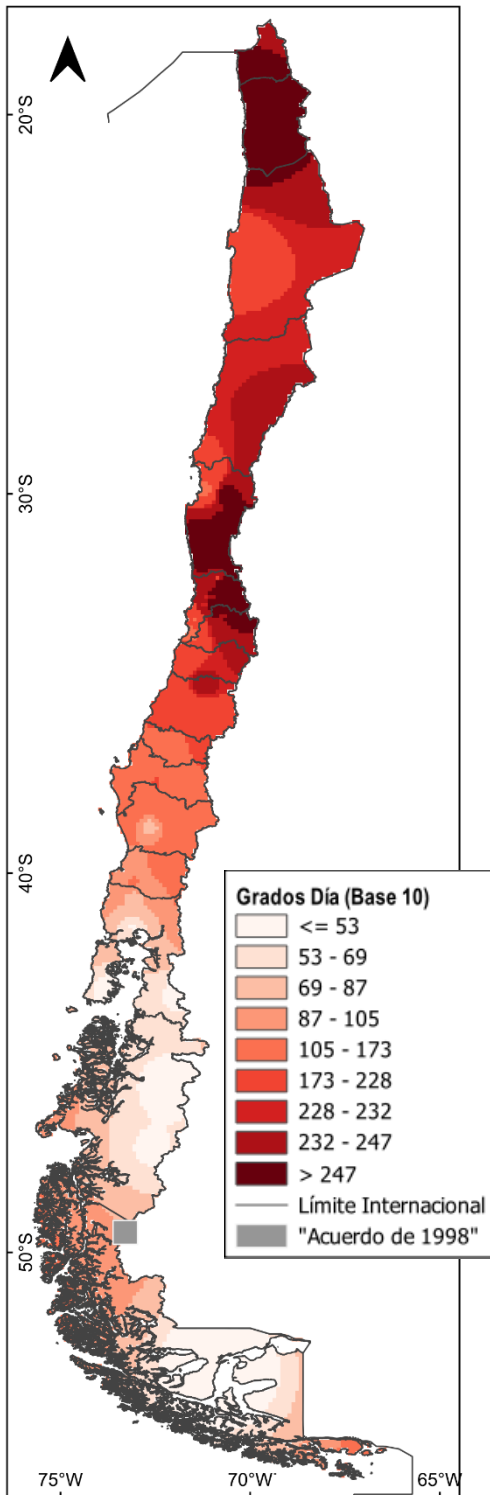 20°S
30°S
40°S
50°S
Grados Día (Base 10)
<= 53
53 - 69
69 - 87
87 - 105
105 - 173
173 - 228
228 - 232
232 - 247
> 247
Límite Internacional
"Acuerdo de 1998"
75°W
70°W
65°W